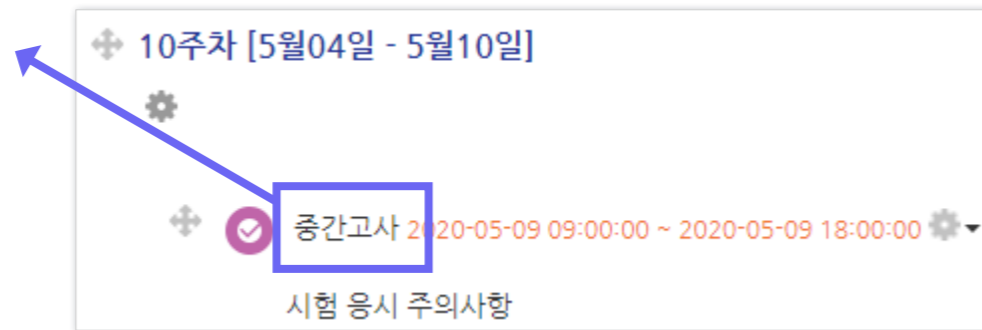 10주차 [5월04일 - 5월10일]
중간고사 2020-05-09 09:00:00 ~ 2020-05-09 18:00:00
시험 응시 주의사항